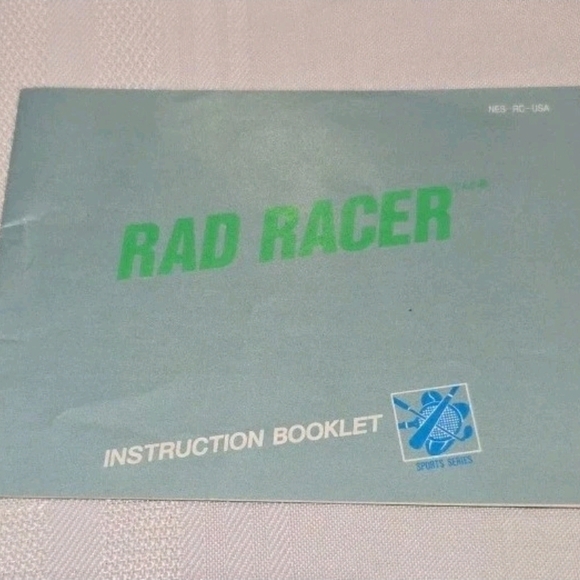 NES-RC-USA
RAD RACER
INSTRUCTION BOOKLET
SPORTS SERIES